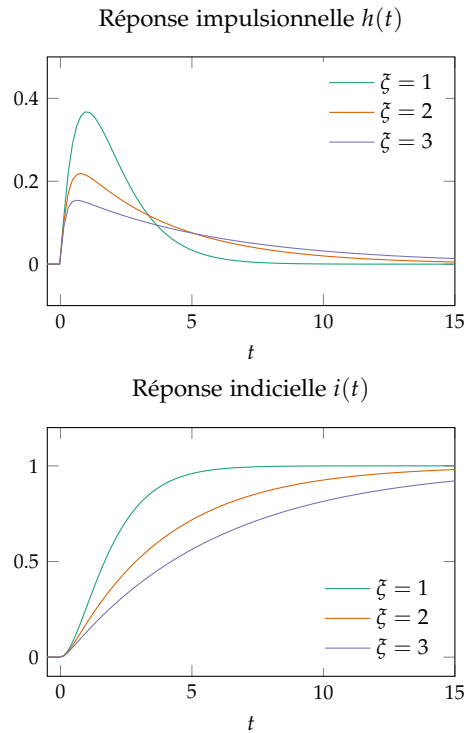 Réponse impulsionnelle h(t)
ξ = 1
ξ = 2
ξ = 3
0.4
0.2
0
0 5 10 15
t
Réponse indicielle i(t)
1
0.5
ξ = 1
ξ = 2
ξ = 3
0
0 5 10 15
t